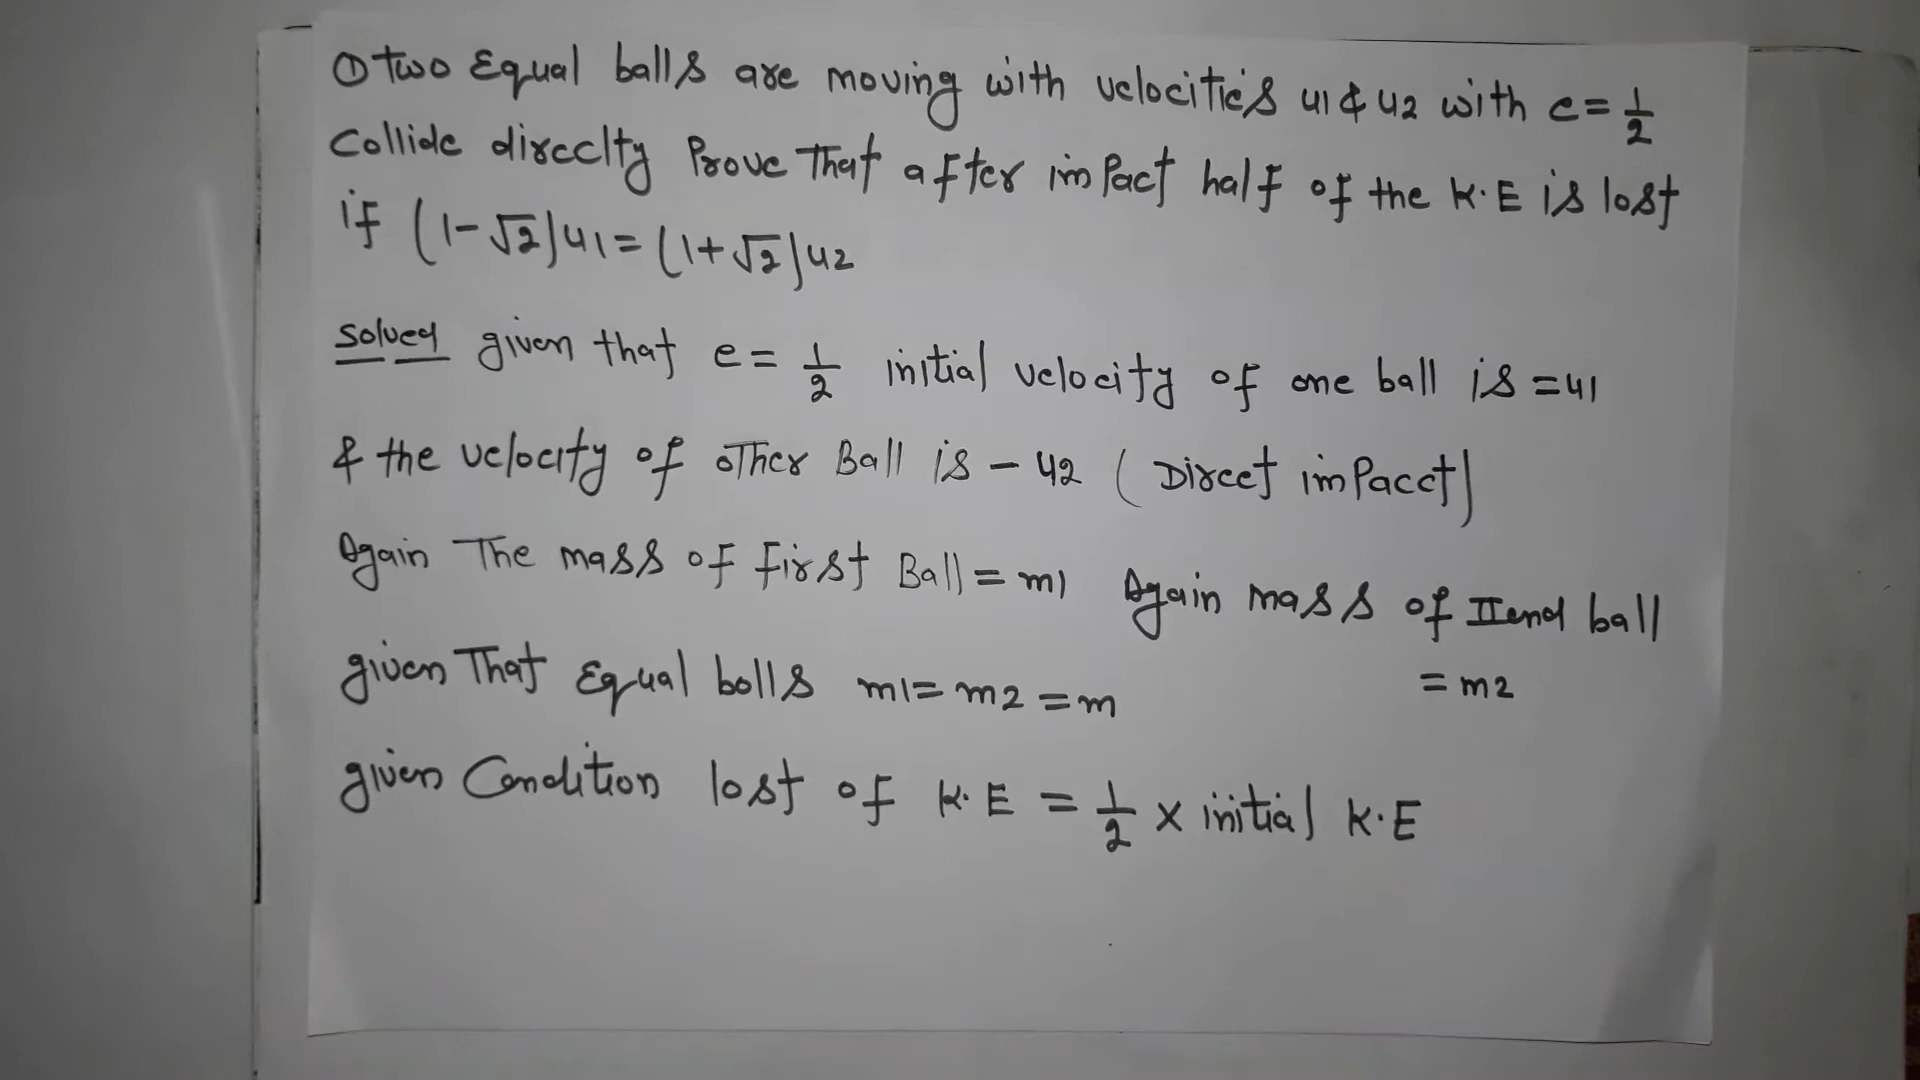 ① two Equal balls are moving with velocities u1 & u2 with e = 1/2
Collide direclty Prove That after imPact half of the K.E is lost
if (1-√2)u1 = (1+√2)u2
Solved given that e = 1/2 initial velocity of one ball is = u1
& the velocity of oTher Ball is - u2 (Direct imPacct)
Again The mass of First Ball = m1 Again mass of IIend ball
= m2
given That Equal bolls m1 = m2 = m
given Condition lost of K.E = 1/2 x initial K.E